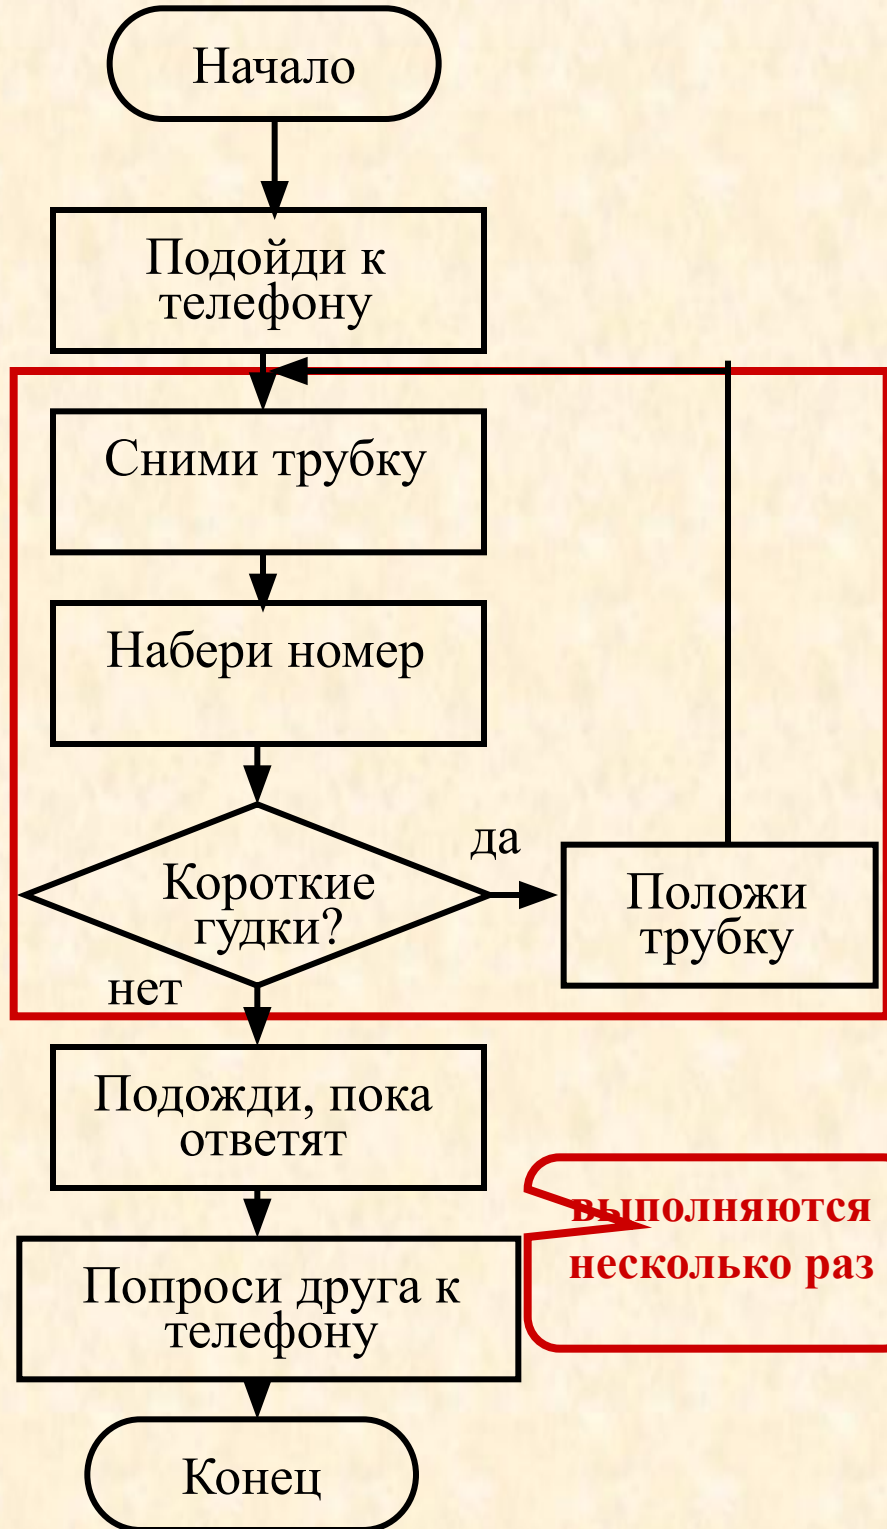 Начало
Подойди к
телефону
Сними трубку
Набери номер
Короткие
гудки?
да
Положи
трубку
нет
Подожди, пока
ответят
выполняются
несколько раз
Попроси друга к
телефону
Конец